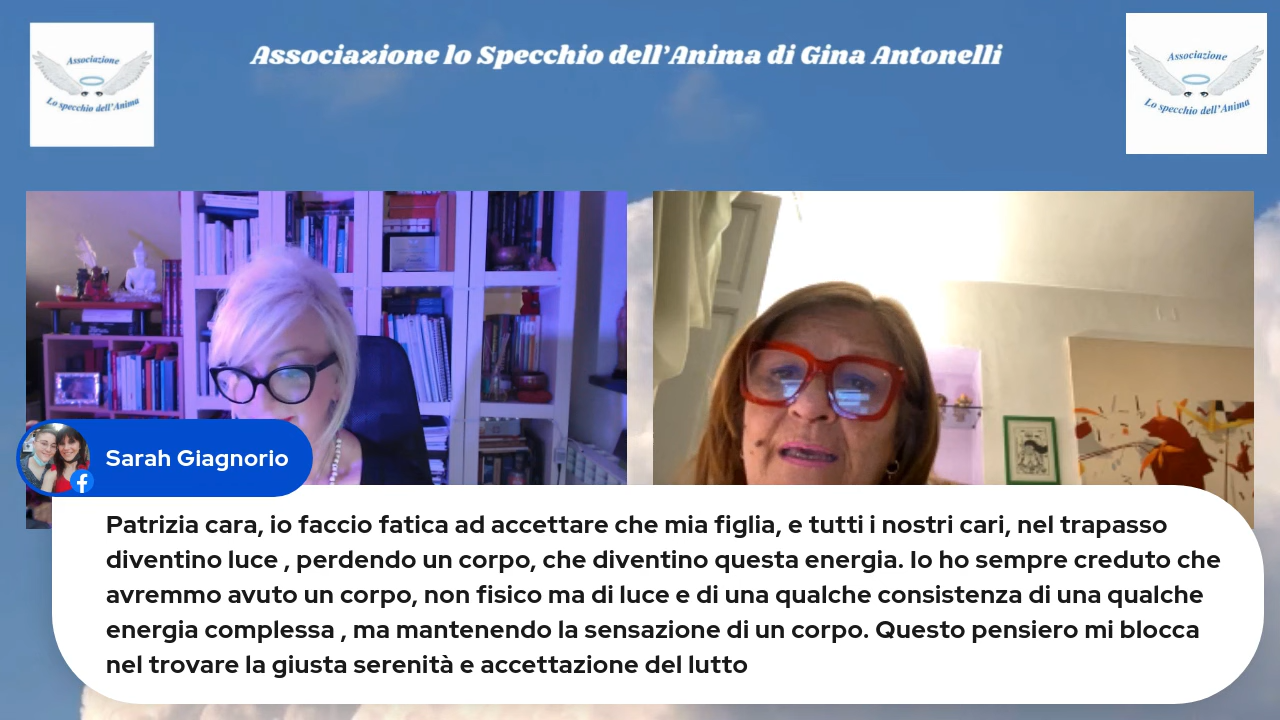 Associazione
Lo specchio dell'Anima
Associazione lo Specchio dell'Anima di Gina Antonelli
Associazione
Lo specchio dell'Anima
Sarah Giagnorio
Patrizia cara, io faccio fatica ad accettare che mia figlia, e tutti i nostri cari, nel trapasso
diventino luce , perdendo un corpo, che diventino questa energia. Io ho sempre creduto che
avremmo avuto un corpo, non fisico ma di luce e di una qualche consistenza di una qualche
energia complessa , ma mantenendo la sensazione di un corpo. Questo pensiero mi blocca
nel trovare la giusta serenità e accettazione del lutto